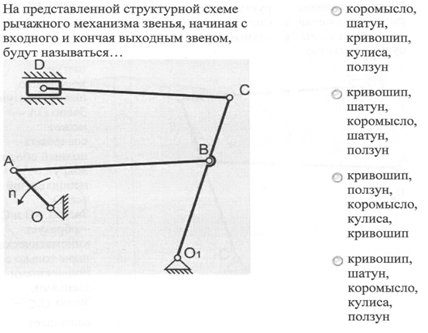 На представленной структурной схеме
рычажного механизма звенья, начиная с
входного и кончая выходным звеном,
будут называться…
D
C
A
B
n
O
O₁
коромысло,
шатун,
кривошип,
кулиса,
ползун
кривошип,
шатун,
коромысло,
шатун,
ползун
кривошип,
ползун,
коромысло,
кулиса,
кривошип
кривошип,
шатун,
коромысло,
кулиса,
ползун